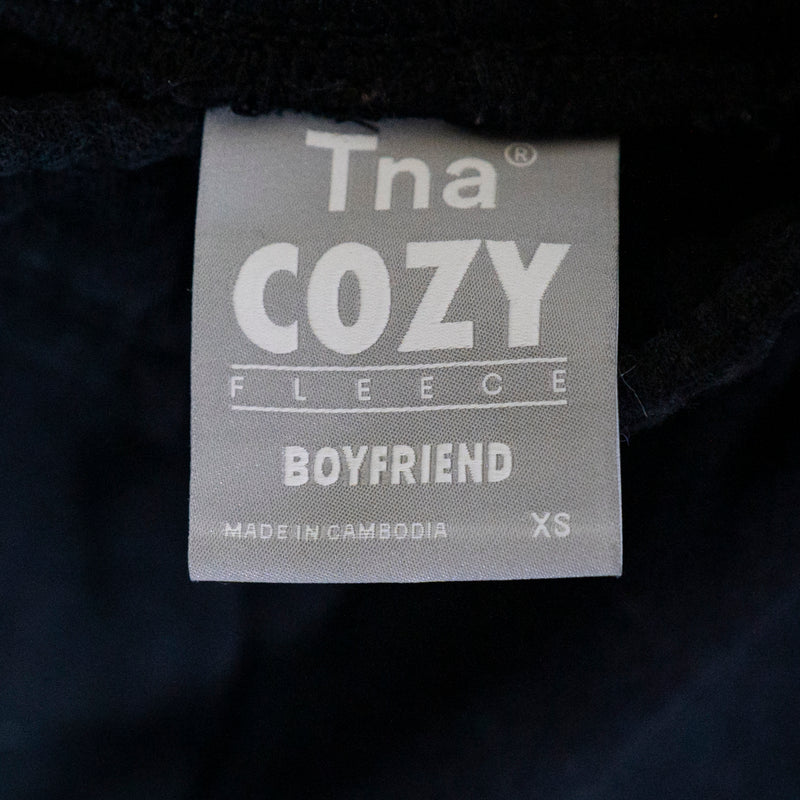 Tna®
COZY
FLEECE
BOYFRIEND
MADE IN CAMBODIA XS